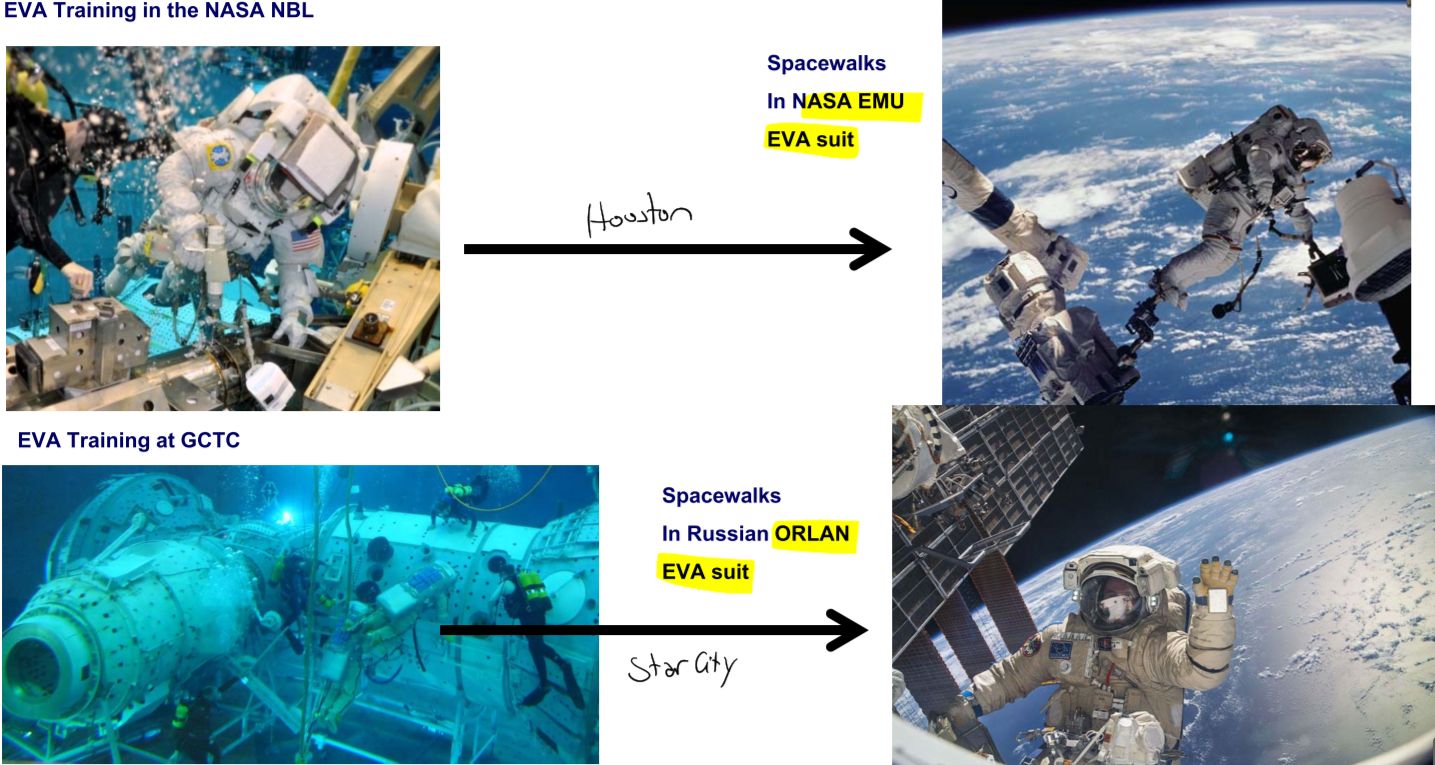 EVA Training in the NASA NBL
Spacewalks
In NASA EMU
EVA suit
Houston
EVA Training at GCTC
Spacewalks
In Russian ORLAN
EVA suit
Star City